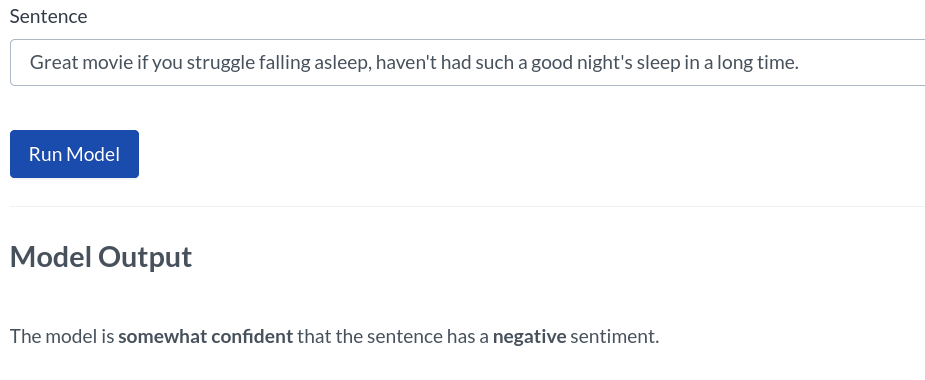 Sentence
Great movie if you struggle falling asleep, haven't had such a good night's sleep in a long time.
Run Model
Model Output
The model is somewhat confident that the sentence has a negative sentiment.